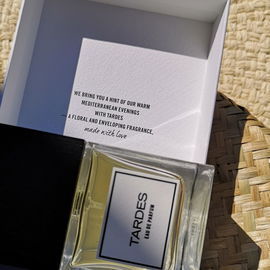 WE BRING YOU A HINT OF OUR WARM
MEDITERRANEAN EVENINGS
WITH TARDES
A FLORAL AND ENVELOPING FRAGRANCE,
made with love
TARDES
EAU DE PARFUM